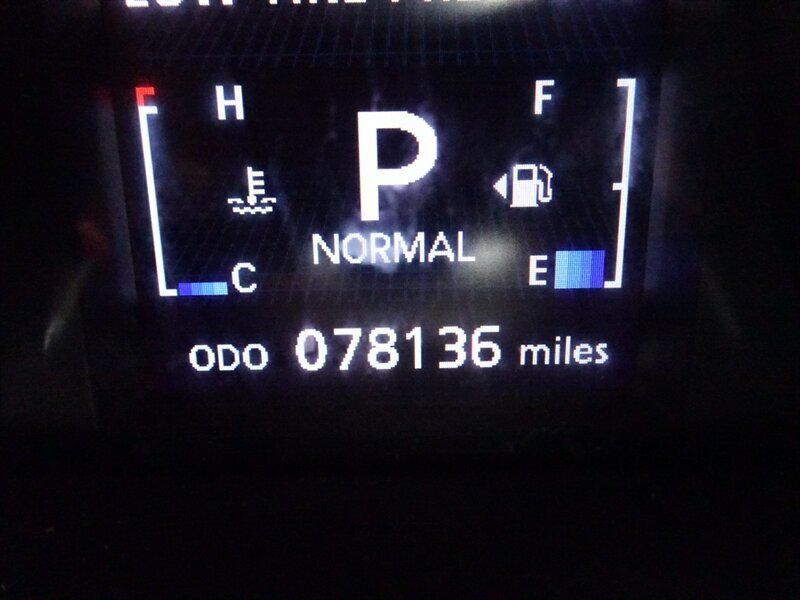 H F
P
NORMAL
C E
ODO 078136 miles